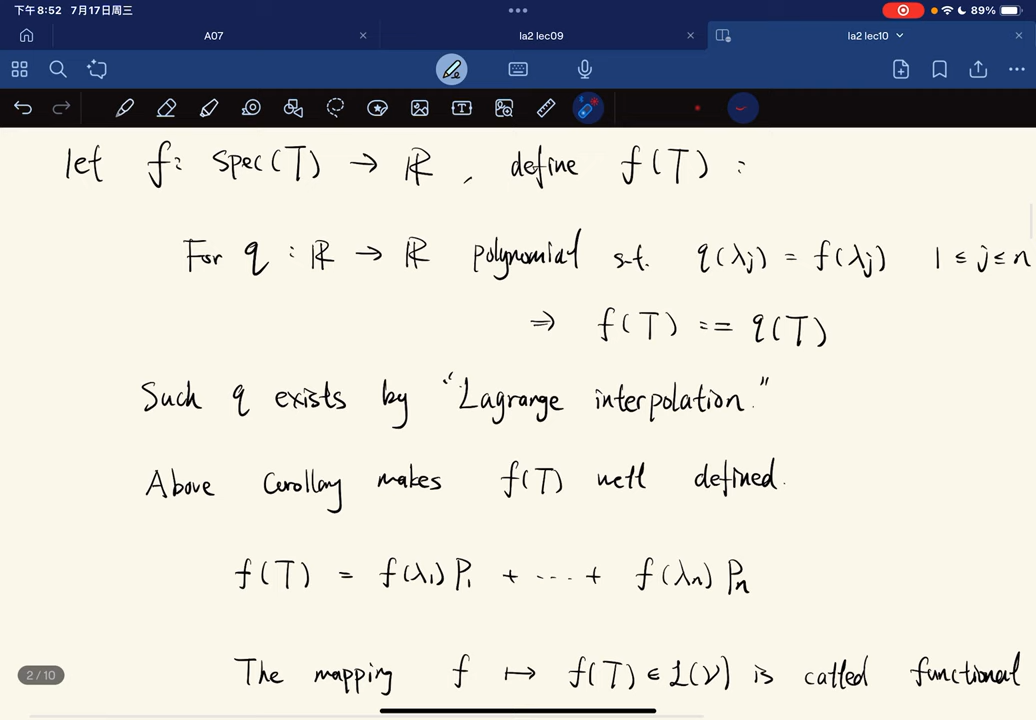 下午8:52 7月17日周三
89%
A07
la2 lec09
la2 lec10
let f: spec(T) → ℝ , define f(T) :
For q : ℝ → ℝ polynomial s.t. q(λj) = f(λj) 1 ≤ j ≤ n
⇒ f(T) := q(T)
Such q exists by "Lagrange interpolation."
Above Corollary makes f(T) well defined.
f(T) = f(λ₁) P₁ + ... + f(λn) Pn
2 / 10
The mapping f ↦ f(T) ∈ L(V) is called functional